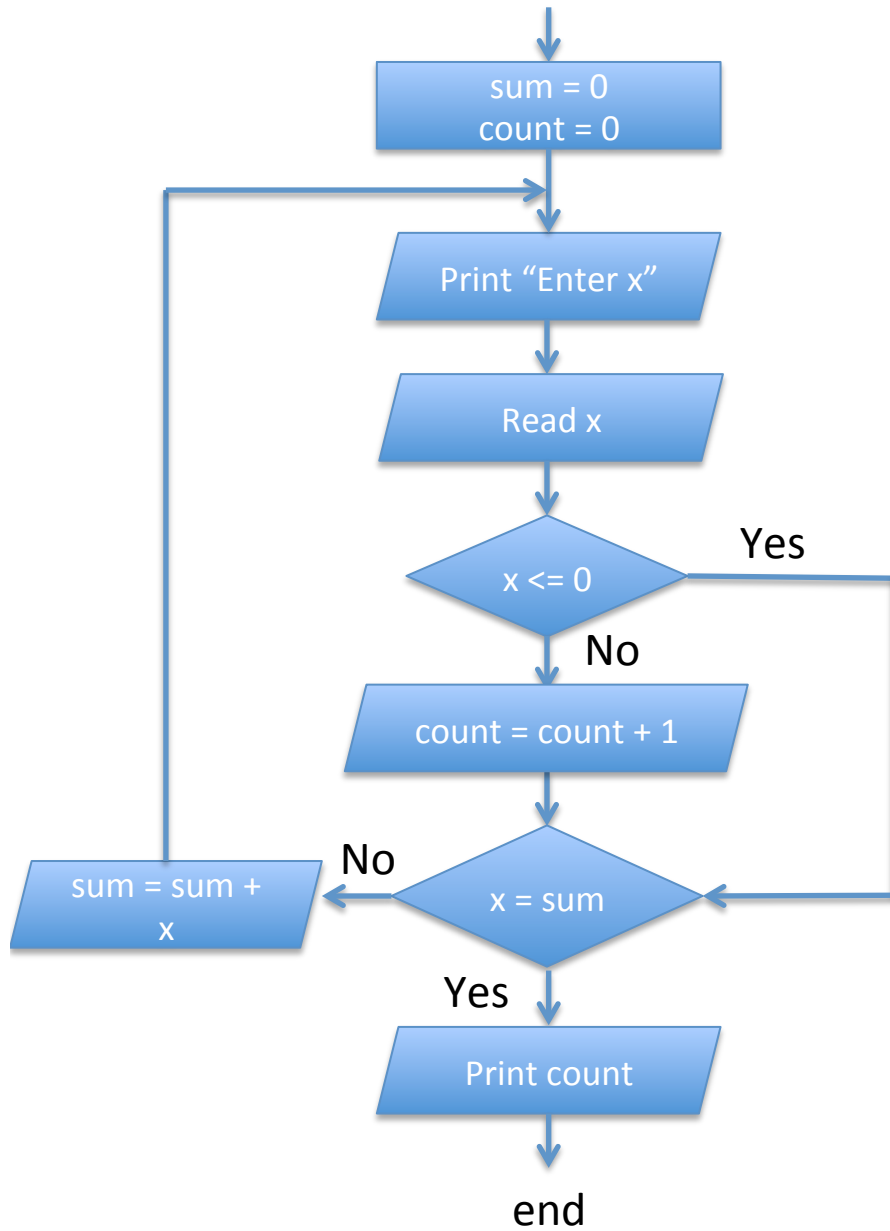 sum = 0
count = 0
Print “Enter x”
Read x
x <= 0
Yes
No
count = count + 1
x = sum
No
sum = sum +
x
Yes
Print count
end